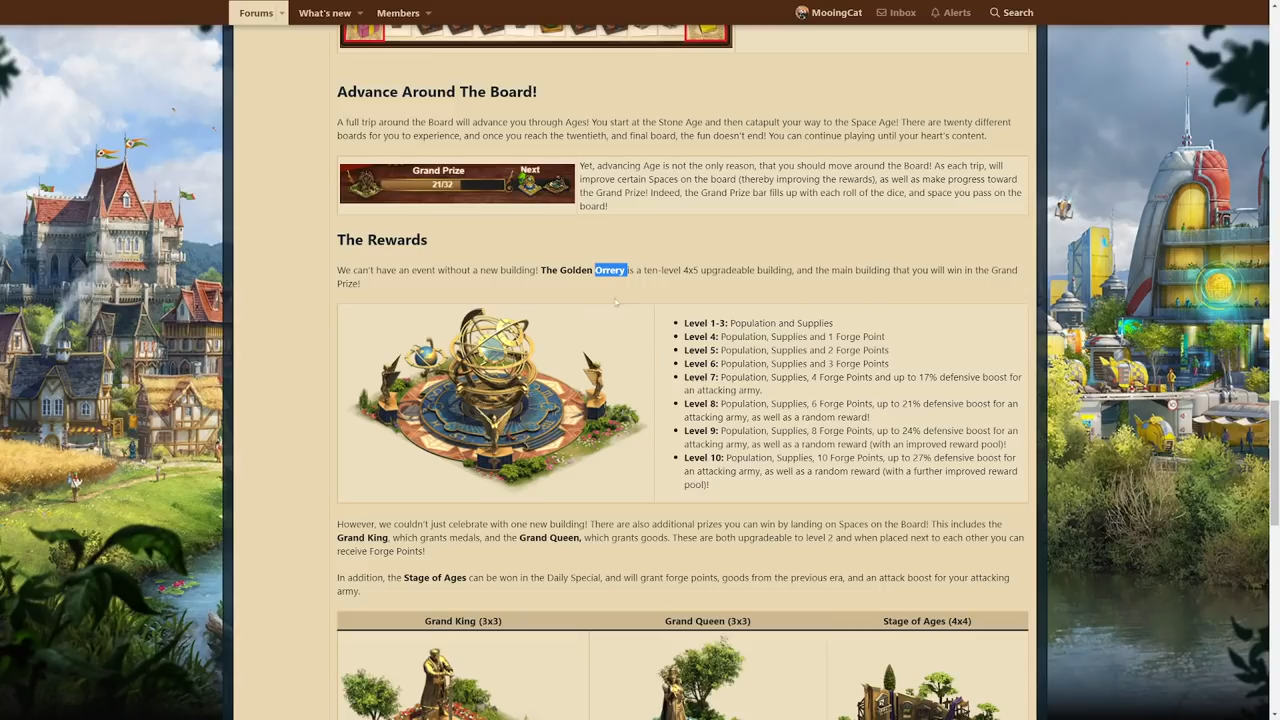 Forums
What's new
Members
MooingCat
Inbox
Alerts
Search
Advance Around The Board!
A full trip around the Board will advance you through Ages! You start at the Stone Age and then catapult your way to the Space Age! There are twenty different
boards for you to experience, and once you reach the twentieth, and final board, the fun doesn't end! You can continue playing until your heart's content.
Grand Prize
Next
21/32
Yet, advancing Age is not the only reason, that you should move around the Board! As each trip, will
improve certain Spaces on the board (thereby improving the rewards), as well as make progress toward
the Grand Prize! Indeed, the Grand Prize bar fills up with each roll of the dice, and space you pass on the
board!
The Rewards
We can't have an event without a new building! The Golden Orrery is a ten-level 4x5 upgradeable building, and the main building that you will win in the Grand
Prize!
Level 1-3: Population and Supplies
Level 4: Population, Supplies and 1 Forge Point
Level 5: Population, Supplies and 2 Forge Points
Level 6: Population, Supplies and 3 Forge Points
Level 7: Population, Supplies, 4 Forge Points and up to 17% defensive boost for
an attacking army.
Level 8: Population, Supplies, 6 Forge Points, up to 21% defensive boost for an
attacking army, as well as a random reward!
Level 9: Population, Supplies, 8 Forge Points, up to 24% defensive boost for an
attacking army, as well as a random reward (with an improved reward pool)!
Level 10: Population, Supplies, 10 Forge Points, up to 27% defensive boost for
an attacking army, as well as a random reward (with a further improved reward
pool)!
However, we couldn't just celebrate with one new building! There are also additional prizes you can win by landing on Spaces on the Board! This includes the
Grand King, which grants medals, and the Grand Queen, which grants goods. These are both upgradeable to level 2 and when placed next to each other you can
receive Forge Points!
In addition, the Stage of Ages can be won in the Daily Special, and will grant forge points, goods from the previous era, and an attack boost for your attacking
army.
Grand King (3x3)
Grand Queen (3x3)
Stage of Ages (4x4)